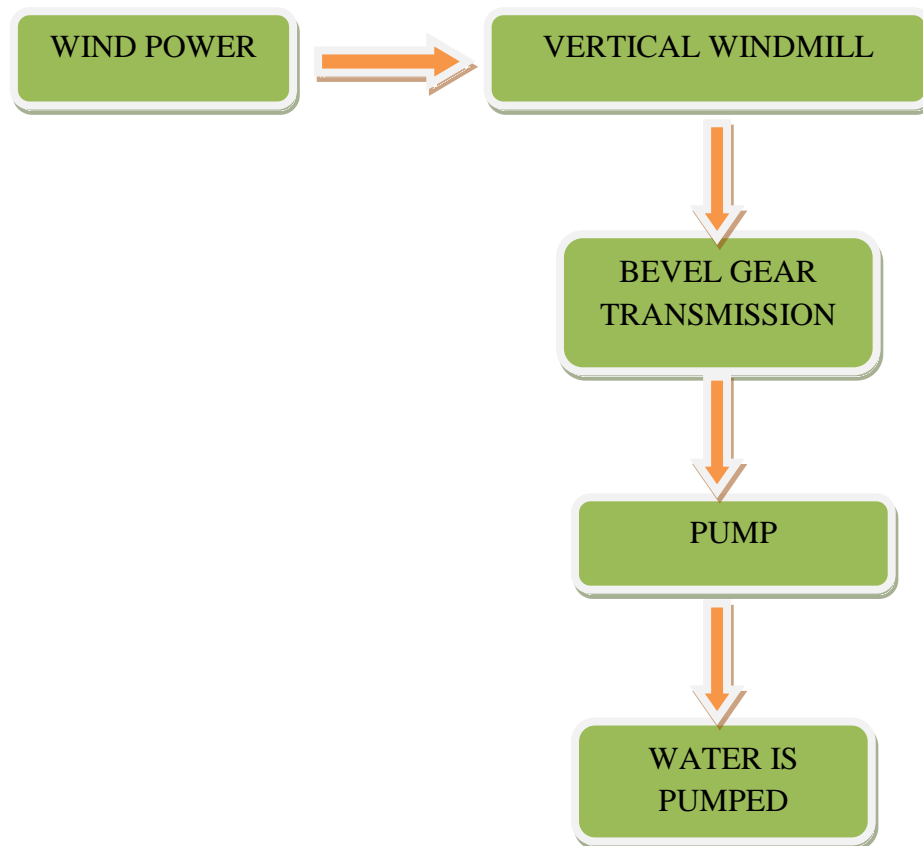 WIND POWER
VERTICAL WINDMILL
BEVEL GEAR
TRANSMISSION
PUMP
WATER IS
PUMPED